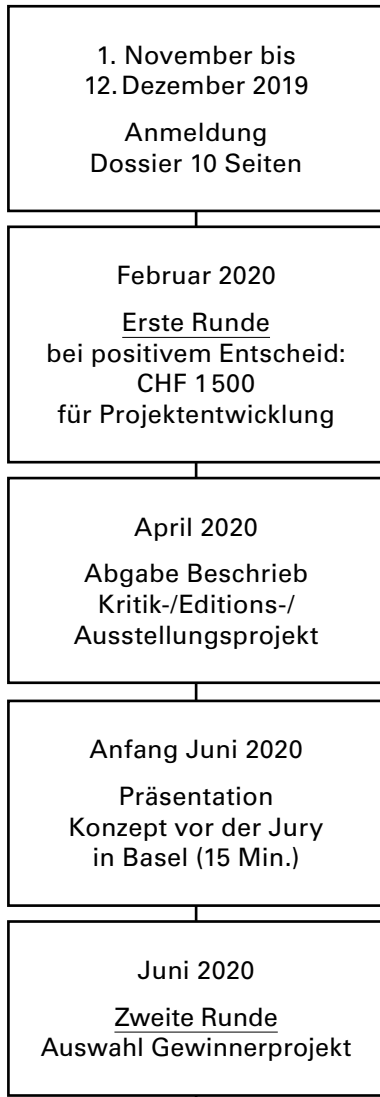 1. November bis
12. Dezember 2019
Anmeldung
Dossier 10 Seiten
Februar 2020
Erste Runde
bei positivem Entscheid:
CHF 1500
für Projektentwicklung
April 2020
Abgabe Beschrieb
Kritik-/Editions-/
Ausstellungsprojekt
Anfang Juni 2020
Präsentation
Konzept vor der Jury
in Basel (15 Min.)
Juni 2020
Zweite Runde
Auswahl Gewinnerprojekt